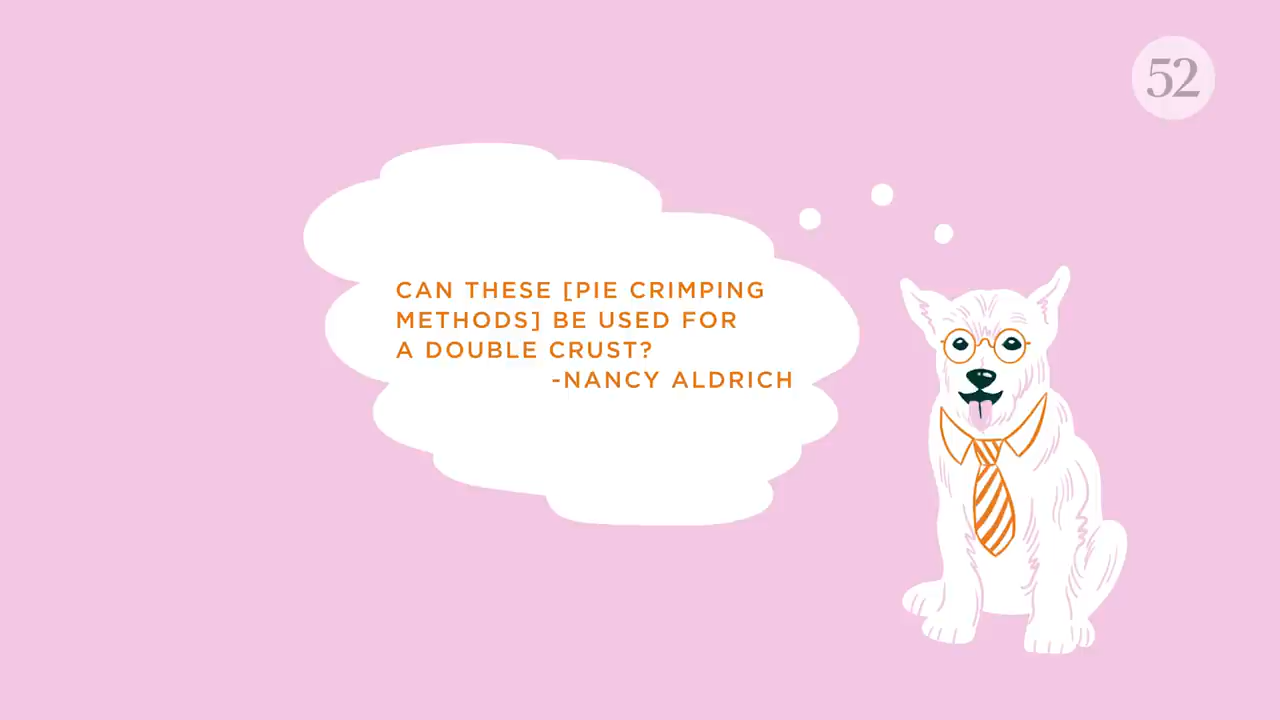 52
CAN THESE [PIE CRIMPING
METHODS] BE USED FOR
A DOUBLE CRUST?
-NANCY ALDRICH